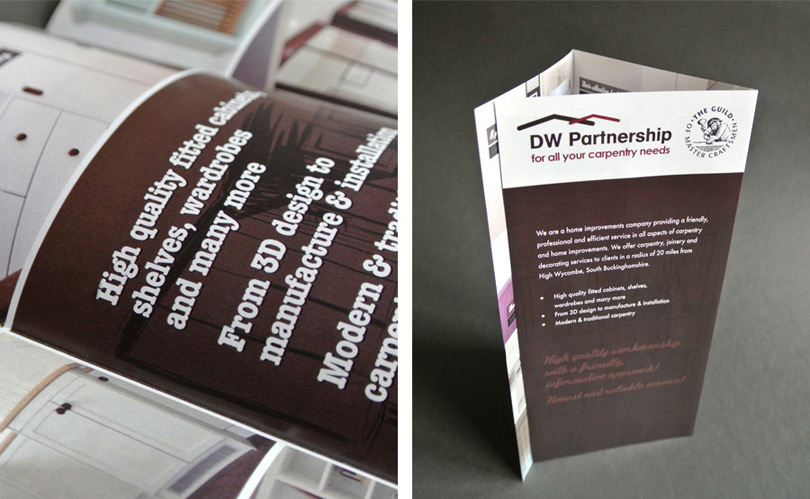 High quality fitted cabinets,
shelves, wardrobes
and many more
From 3D design to
manufacture & installation
Modern &
DW Partnership
for all your carpentry needs
THE GUILD
OF MASTER CRAFTSMEN
We are a home improvements company providing a friendly,
professional and efficient service in all aspects of carpentry
and home improvements. We offer carpentry, joinery and
decorating services to clients in a radius of 20 miles from
High Wycombe, South Buckinghamshire.
• High quality fitted cabinets, shelves,
wardrobes and many more
• From 3D design to manufacture & installation
• Modern & traditional carpentry
High quality workmanship,
with a friendly,
informative approach!
Honest and reliable service!